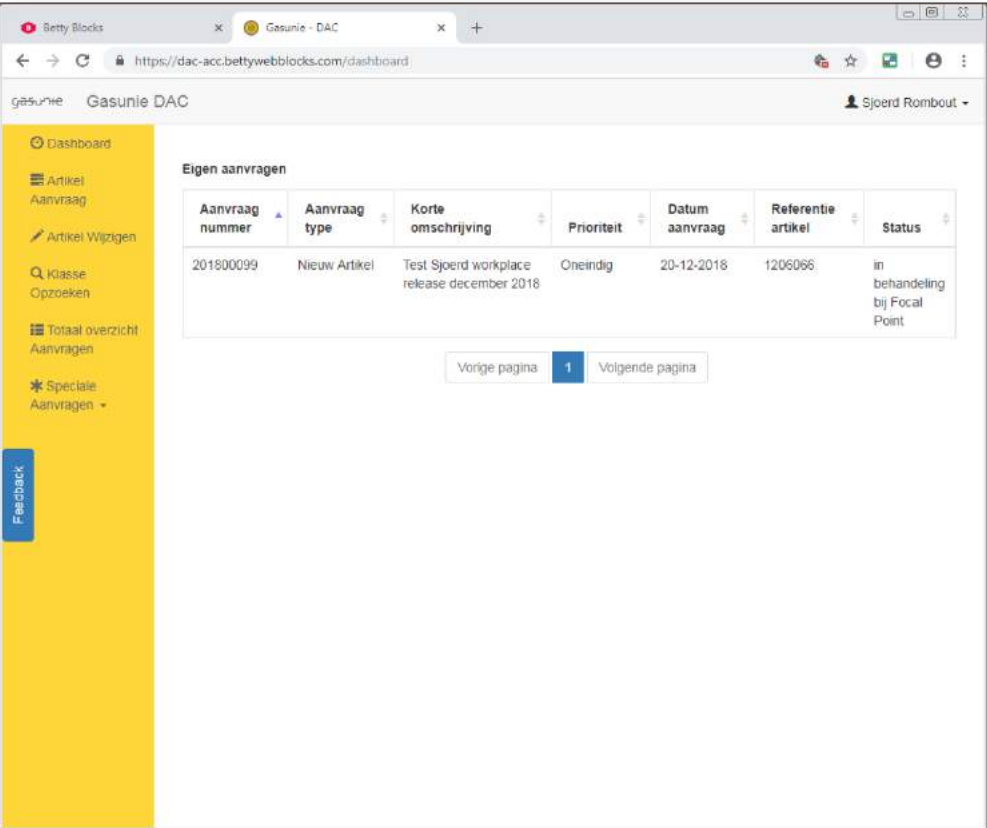 Betty Blocks
Gasunie - DAC
https://dac-acc.bettywebblocks.com/dashboard
gasunie Gasunie DAC
Sjoerd Rombout
Dashboard
Artikel
Aanvraag
Artikel Wijzigen
Klasse
Opzoeken
Totaal overzicht
Aanvragen
Speciale
Aanvragen
Feedback
Eigen aanvragen
Aanvraag nummer
Aanvraag type
Korte omschrijving
Prioriteit
Datum aanvraag
Referentie artikel
Status
201800099
Nieuw Artikel
Test Sjoerd workplace
release december 2018
Oneindig
20-12-2018
1206066
in
behandeling
bij Focal
Point
Vorige pagina 1 Volgende pagina